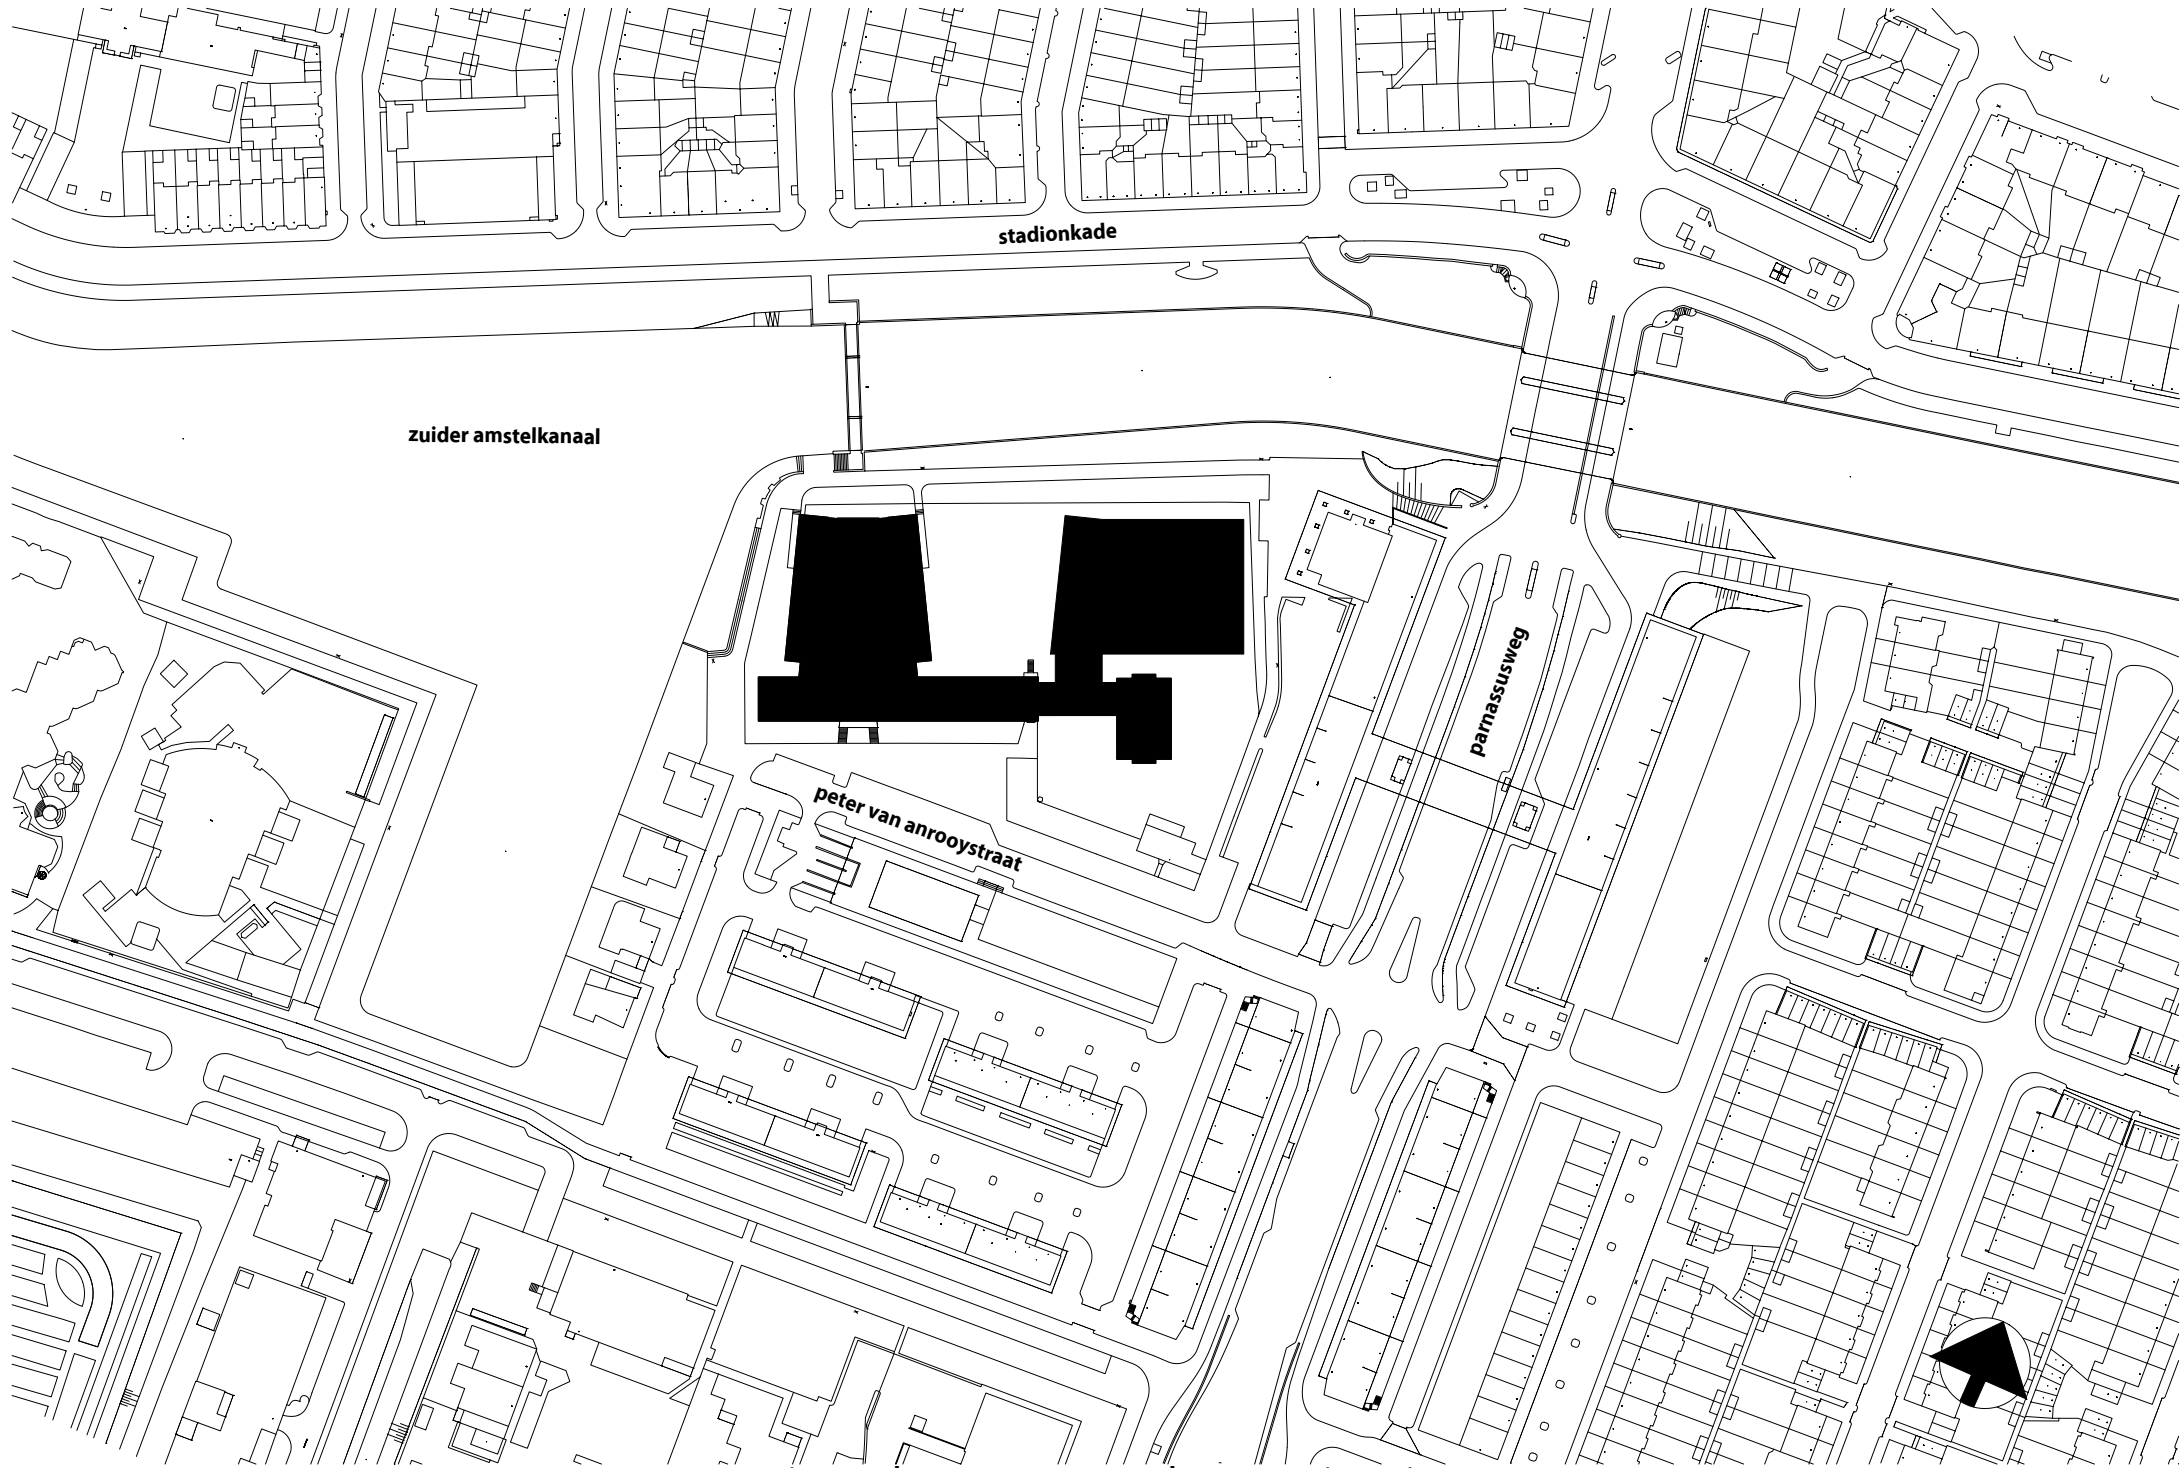 stadionkade
zuider amstelkanaal
parnassusweg
peter van anrooystraat